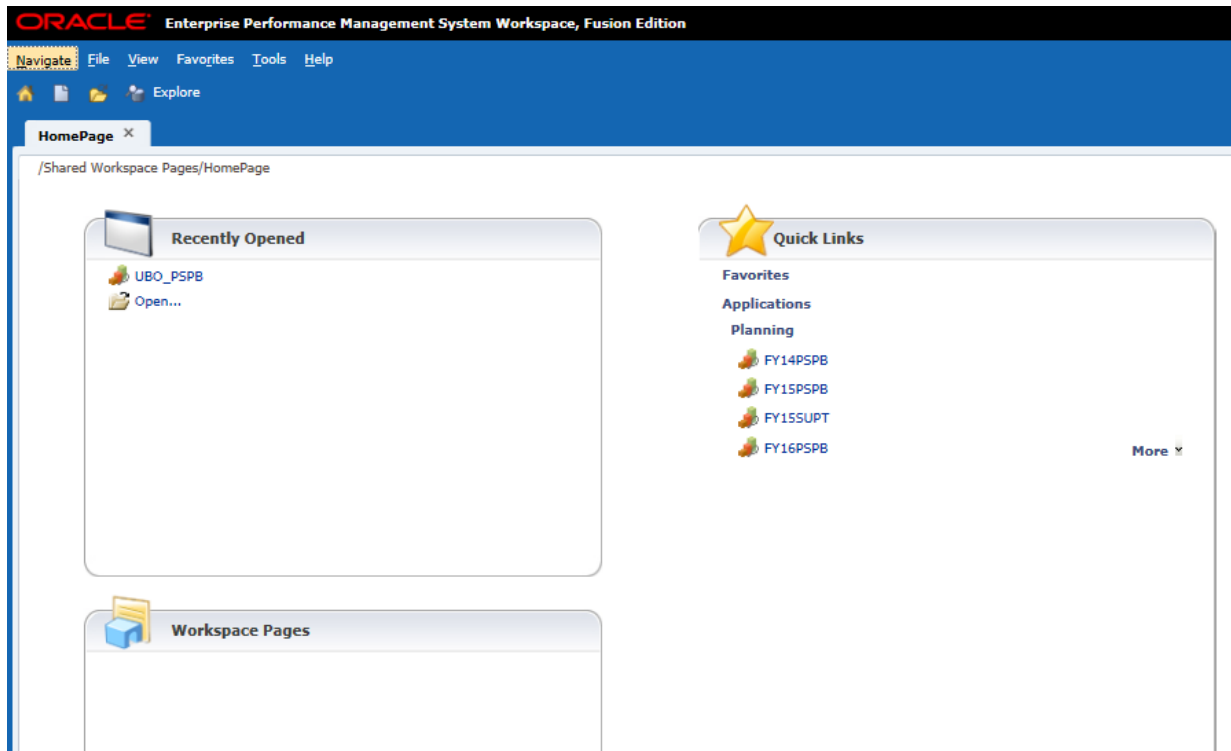 ORACLE Enterprise Performance Management System Workspace, Fusion Edition
Navigate File View Favorites Tools Help
Explore
HomePage
/Shared Workspace Pages/HomePage
Recently Opened
UBO_PSPB
Open...
Quick Links
Favorites
Applications
Planning
FY14PSPB
FY15PSPB
FY15SUPT
FY16PSPB
More
Workspace Pages